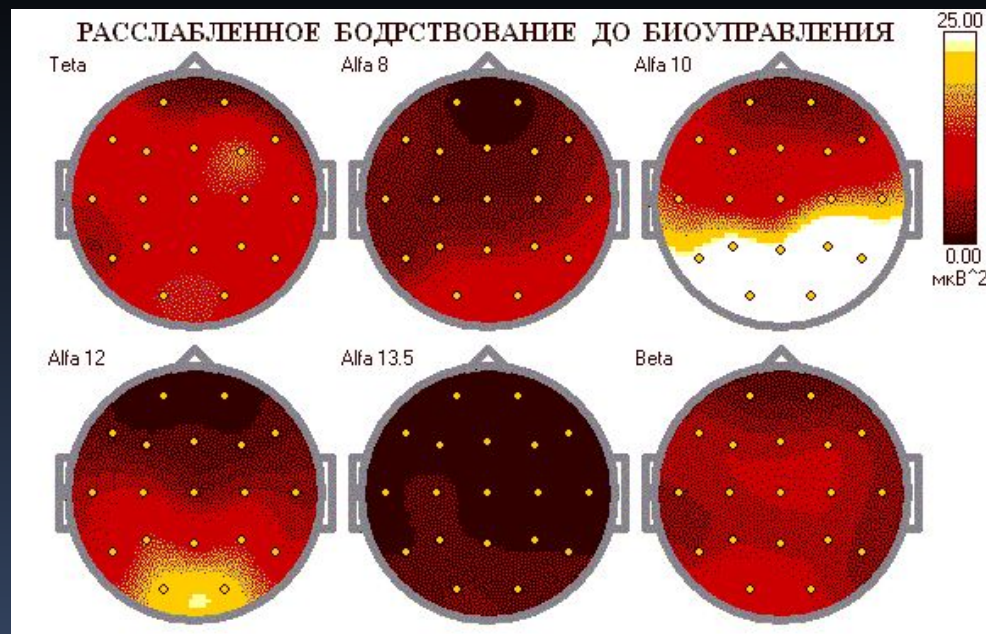 РАССЛАБЛЕННОЕ БОДРСТВОВАНИЕ ДО БИОУПРАВЛЕНИЯ
25.00
Teta
Alfa 8
Alfa 10
0.00
мкВ^2
Alfa 12
Alfa 13.5
Beta